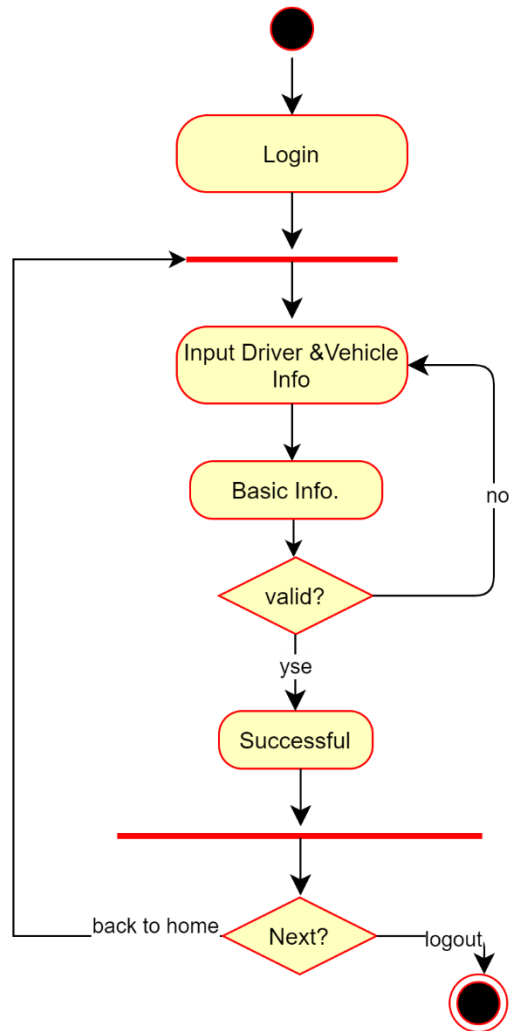 Login
Input Driver &Vehicle
Info
Basic Info.
no
valid?
yse
Successful
back to home
Next?
logout